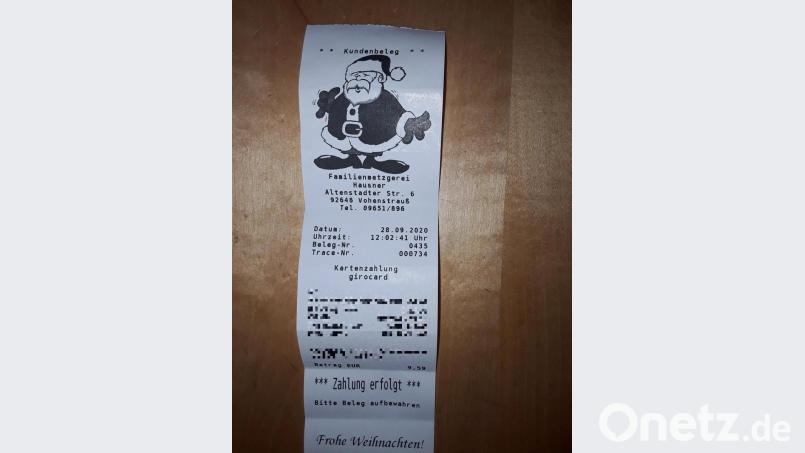 * * Kundenbeleg * *
Familienmetzgerei
Hausner
Altenstadter Str. 6
92648 Vohenstrauß
Tel. 09651/896
Datum: 28.09.2020
Uhrzeit: 12:02:41 Uhr
Beleg-Nr. 0435
Trace-Nr. 000734
Kartenzahlung
girocard
Betrag EUR 9,59
*** Zahlung erfolgt ***
Bitte Beleg aufbewahren
Frohe Weihnachten!
Onetz.de